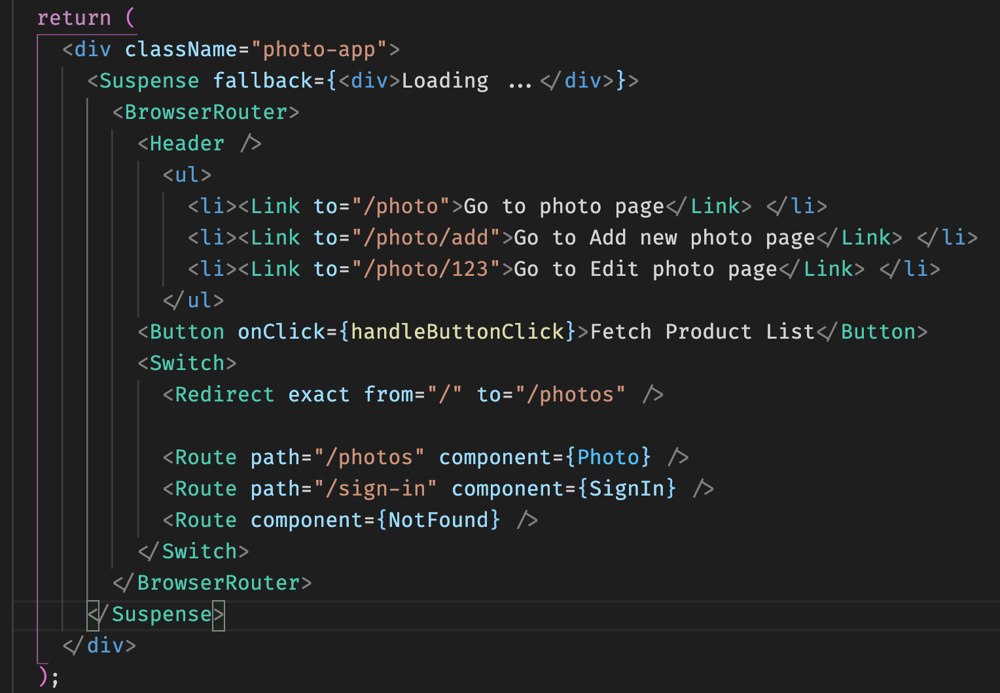 return (
<div className="photo-app">
<Suspense fallback={<div>Loading ...</div>}>
<BrowserRouter>
<Header />
<ul>
<li><Link to="/photo">Go to photo page</Link> </li>
<li><Link to="/photo/add">Go to Add new photo page</Link> </li>
<li><Link to="/photo/123">Go to Edit photo page</Link> </li>
</ul>
<Button onClick={handleButtonClick}>Fetch Product List</Button>
<Switch>
<Redirect exact from="/" to="/photos" />
<Route path="/photos" component={Photo} />
<Route path="/sign-in" component={SignIn} />
<Route component={NotFound} />
</Switch>
</BrowserRouter>
</Suspense>
</div>
);